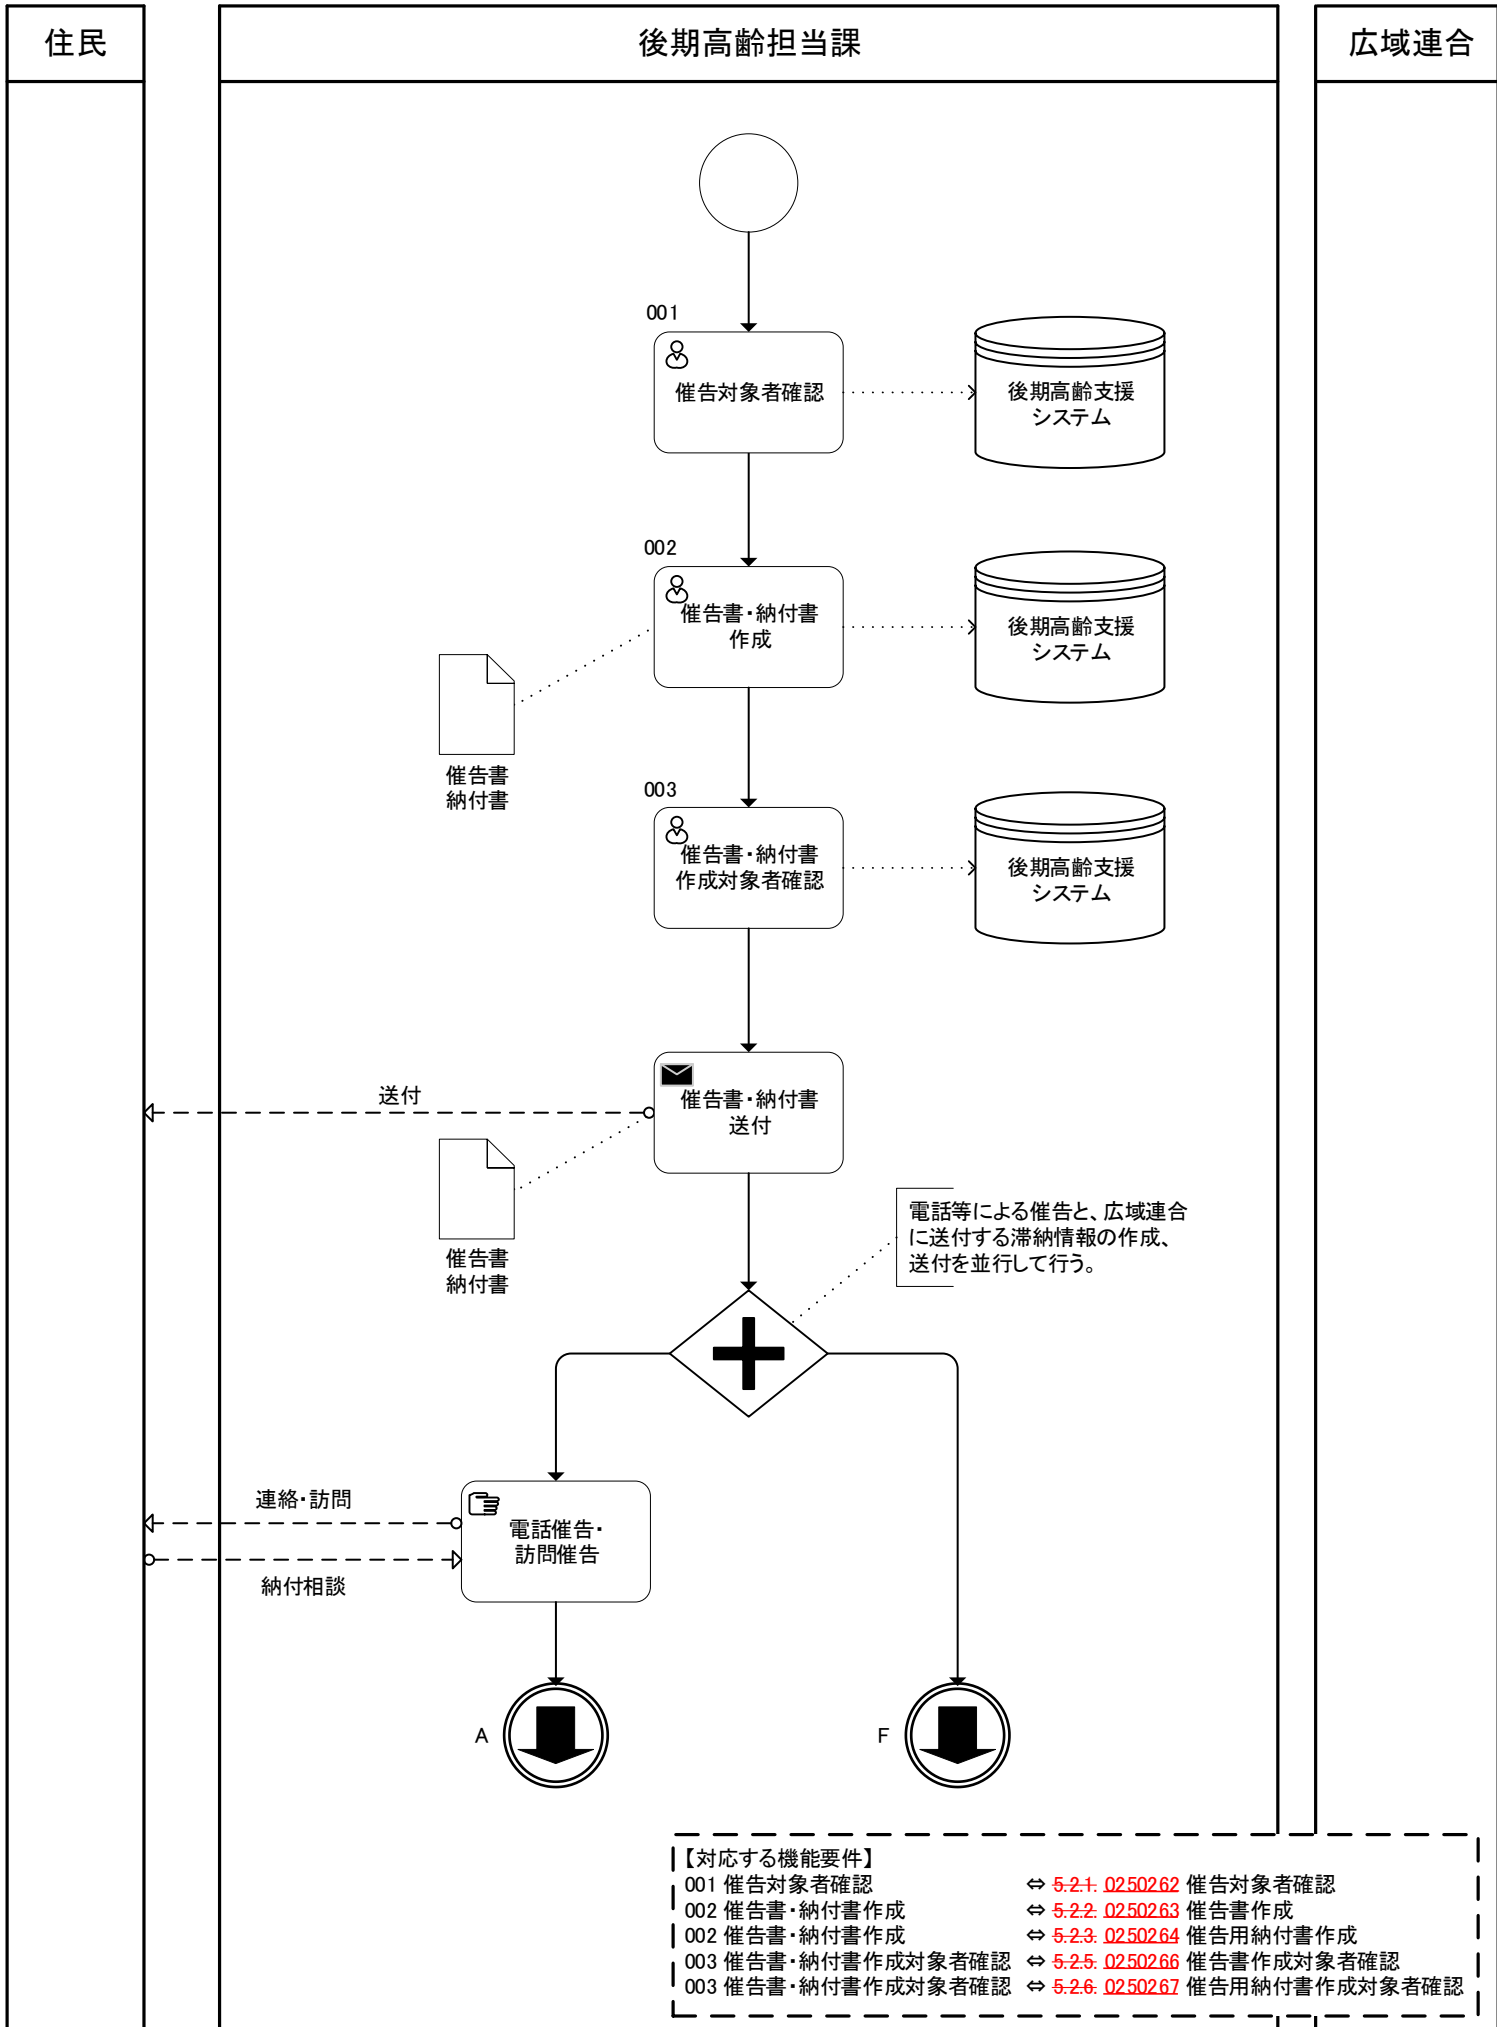 住民
後期高齢担当課
広域連合
001
催告対象者確認
後期高齢支援
システム
002
催告書・納付書
作成
後期高齢支援
システム
催告書
納付書
003
催告書・納付書
作成対象者確認
後期高齢支援
システム
送付
催告書・納付書
送付
催告書
納付書
電話等による催告と、広域連合
に送付する滞納情報の作成、
送付を並行して行う。
連絡・訪問
電話催告・
訪問催告
納付相談
A
F
【対応する機能要件】
001 催告対象者確認 ⇔ 5.2.1. 0250262 催告対象者確認
002 催告書・納付書作成 ⇔ 5.2.2. 0250263 催告書作成
002 催告書・納付書作成 ⇔ 5.2.3. 0250264 催告用納付書作成
003 催告書・納付書作成対象者確認 ⇔ 5.2.5. 0250266 催告書作成対象者確認
003 催告書・納付書作成対象者確認 ⇔ 5.2.6. 0250267 催告用納付書作成対象者確認